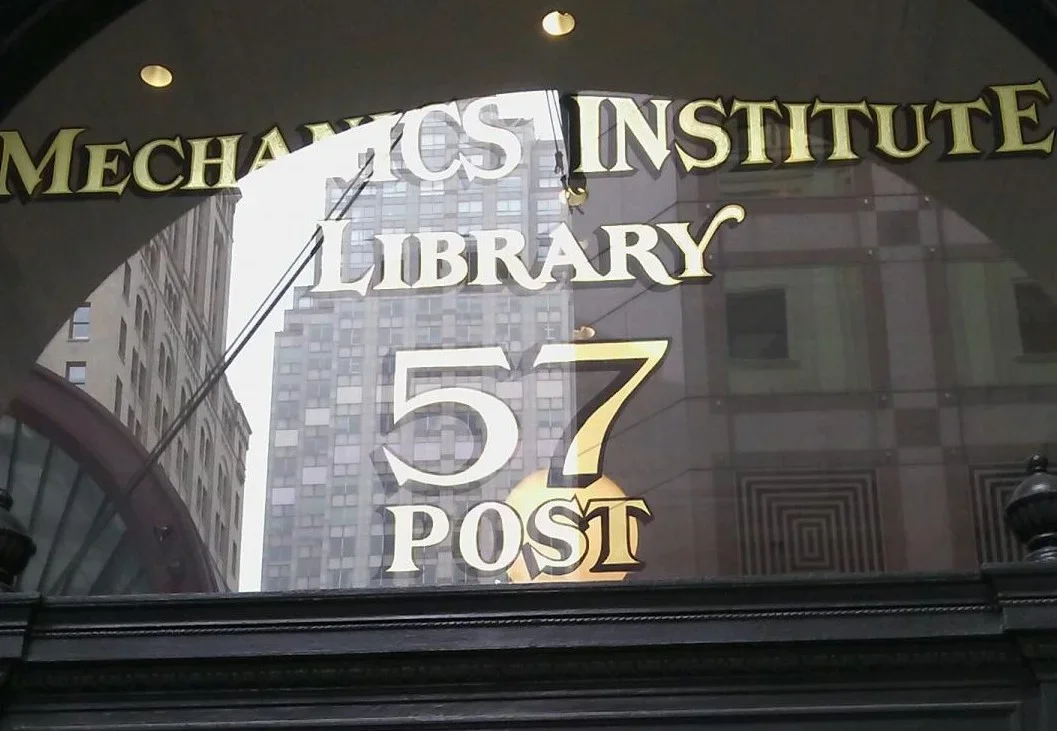 MECHANICS INSTITUTE
LIBRARY
57
POST